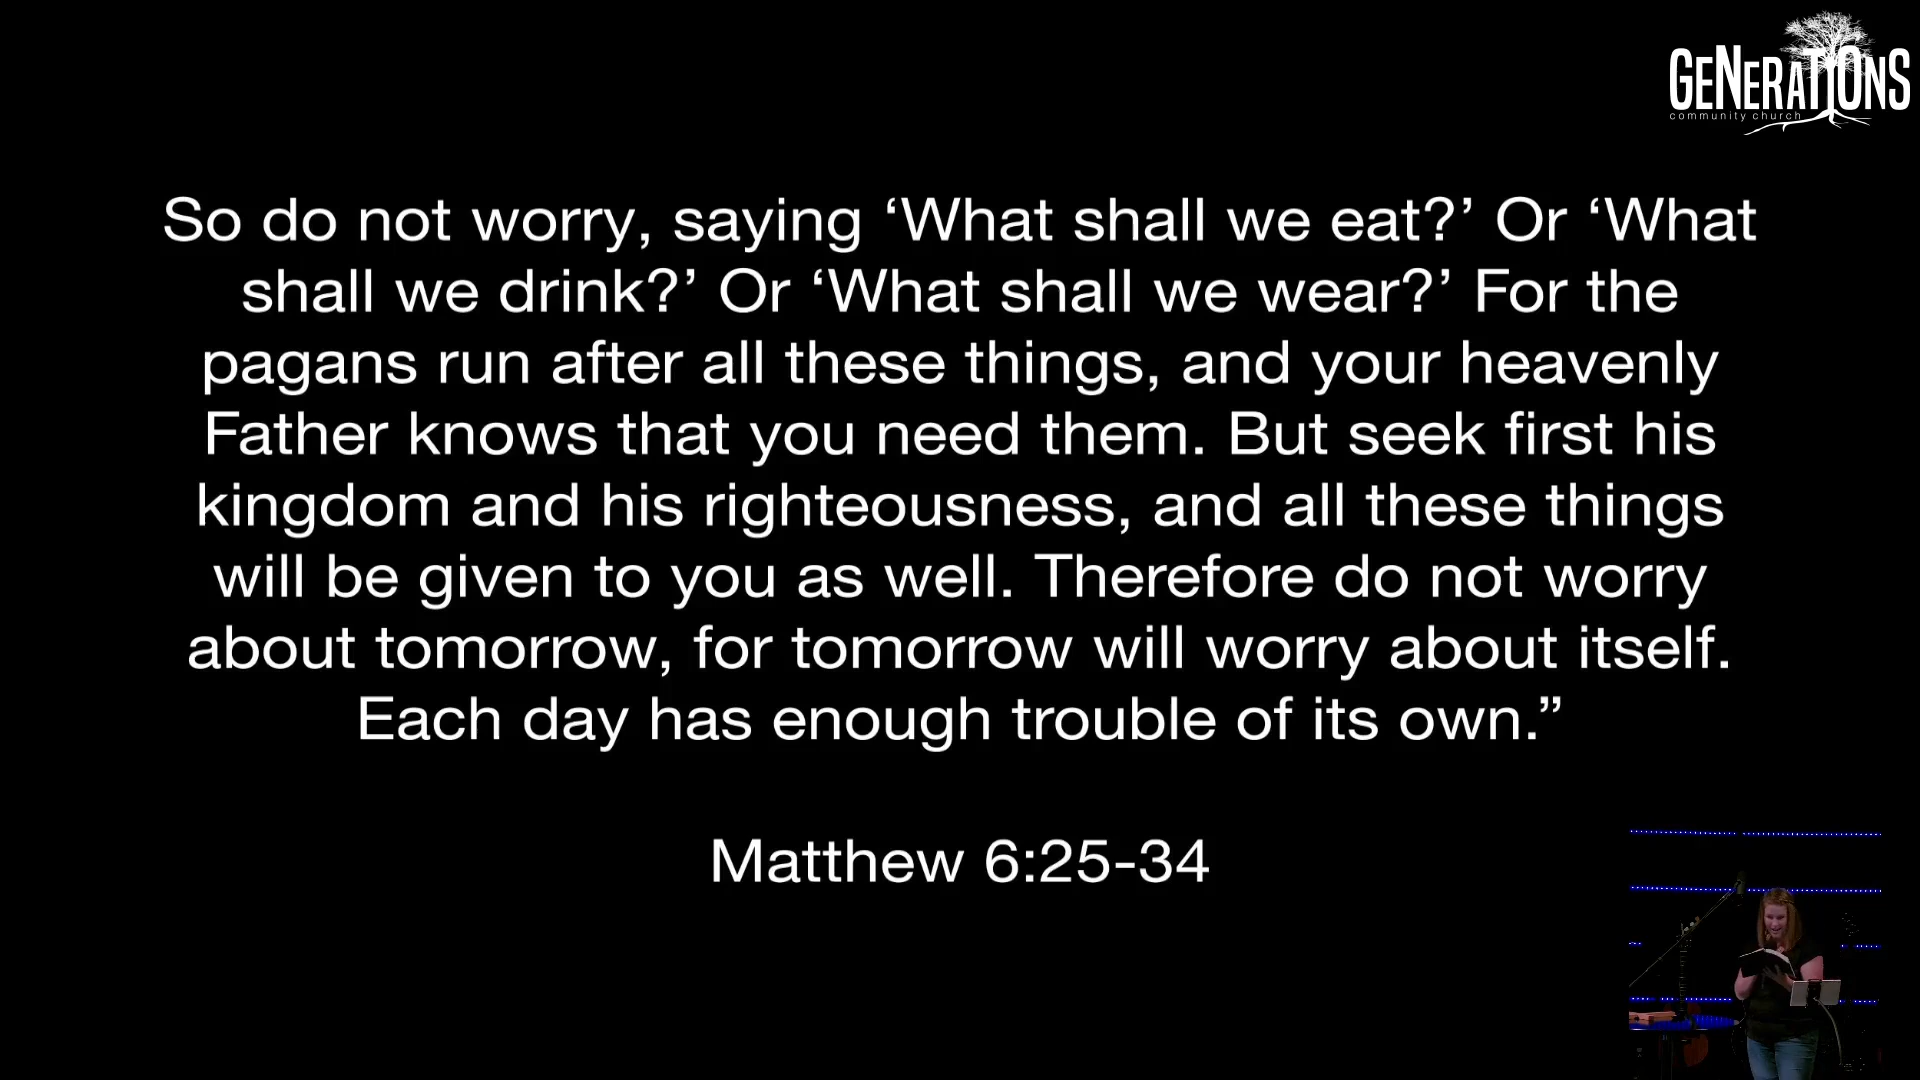 GENERATIONS
community church
So do not worry, saying ‘What shall we eat?’ Or ‘What
shall we drink?’ Or ‘What shall we wear?’ For the
pagans run after all these things, and your heavenly
Father knows that you need them. But seek first his
kingdom and his righteousness, and all these things
will be given to you as well. Therefore do not worry
about tomorrow, for tomorrow will worry about itself.
Each day has enough trouble of its own.”
Matthew 6:25-34